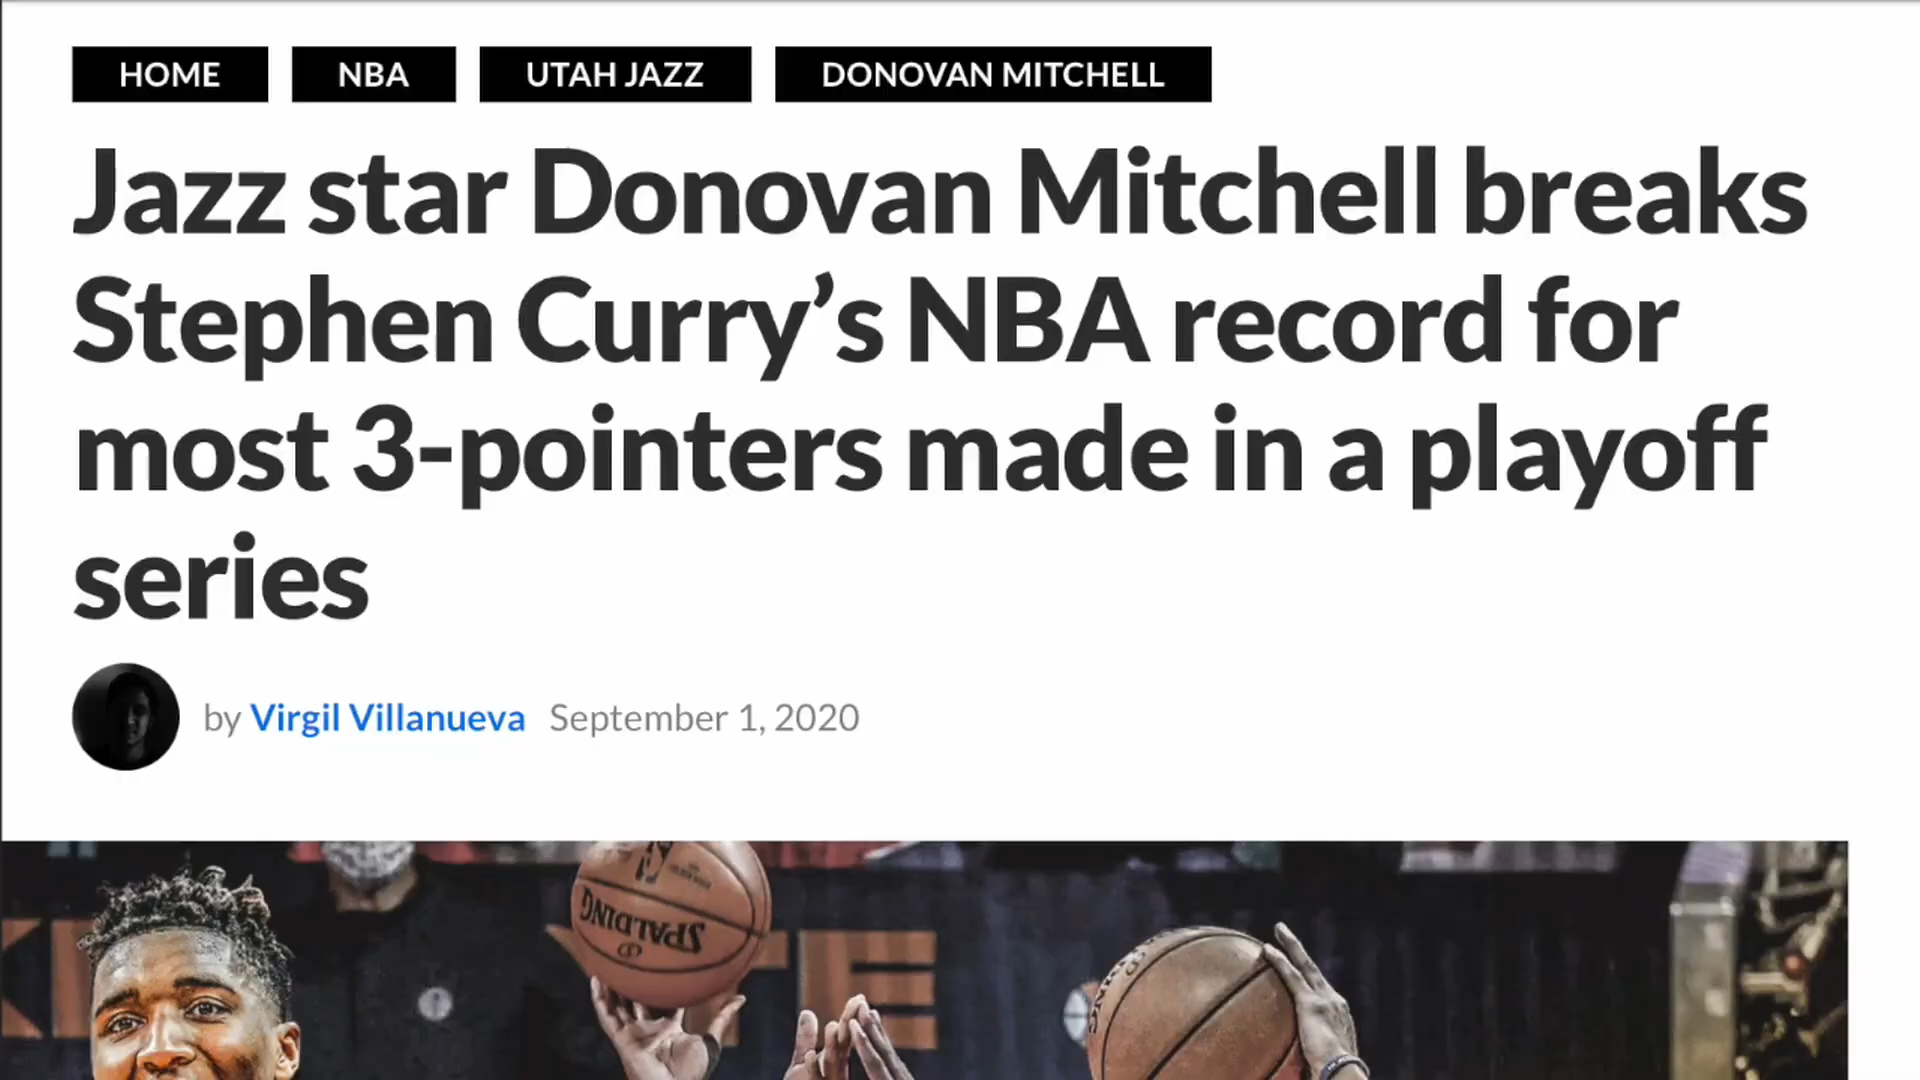 HOME NBA UTAH JAZZ DONOVAN MITCHELL
Jazz star Donovan Mitchell breaks
Stephen Curry’s NBA record for
most 3-pointers made in a playoff
series
by Virgil Villanueva September 1, 2020
SPALDING